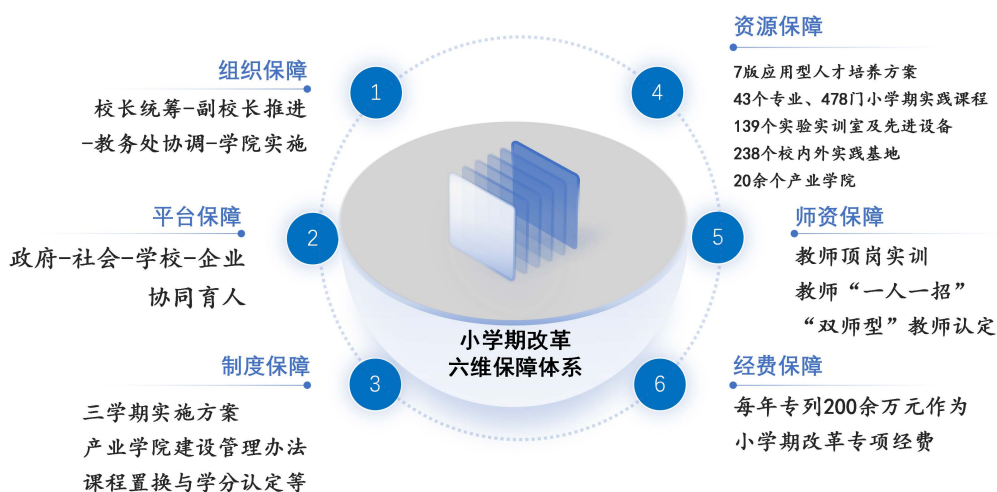 组织保障
校长统筹-副校长推进
-教务处协调-学院实施
1
平台保障
政府-社会-学校-企业
协同育人
2
制度保障
三学期实施方案
产业学院建设管理办法
课程置换与学分认定等
3
小学期改革
六维保障体系
资源保障
7版应用型人才培养方案
43个专业、478门小学期实践课程
139个实验实训室及先进设备
238个校内外实践基地
20余个产业学院
4
师资保障
教师顶岗实训
教师“一人一招”
“双师型”教师认定
5
经费保障
每年专列200余万元作为
小学期改革专项经费
6